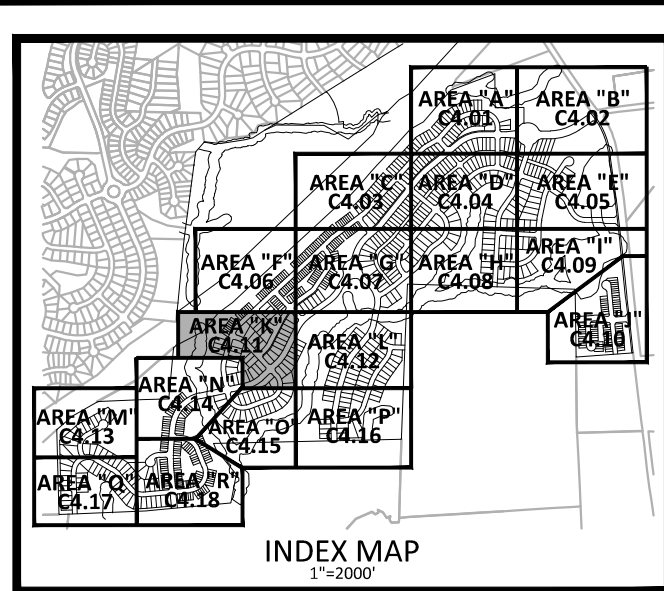 AREA "A"
C4.01
AREA "B"
C4.02
AREA "C"
C4.03
AREA "D"
C4.04
AREA "E"
C4.05
AREA "F"
C4.06
AREA "G"
C4.07
AREA "H"
C4.08
AREA "I"
C4.09
AREA "J"
C4.10
AREA "K"
C4.11
AREA "L"
C4.12
AREA "M"
C4.13
AREA "N"
C4.14
AREA "O"
C4.15
AREA "P"
C4.16
AREA "Q"
C4.17
AREA "R"
C4.18
INDEX MAP
1"=2000'